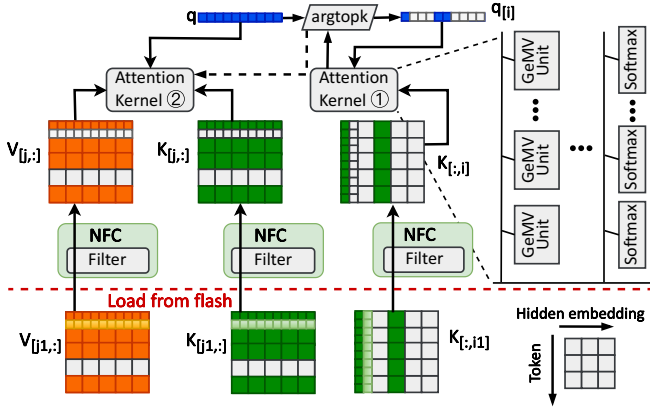 q
argtopk
q[i]
Attention
Kernel ②
Attention
Kernel ①
GeMV
Unit
Softmax
•••
•••
•••
GeMV
Unit
Softmax
GeMV
Unit
Softmax
V[j,:]
K[j,:]
K[:,i]
NFC
Filter
NFC
Filter
NFC
Filter
Load from flash
V[j1,:]
K[j1,:]
K[:,i1]
Hidden embedding
Token